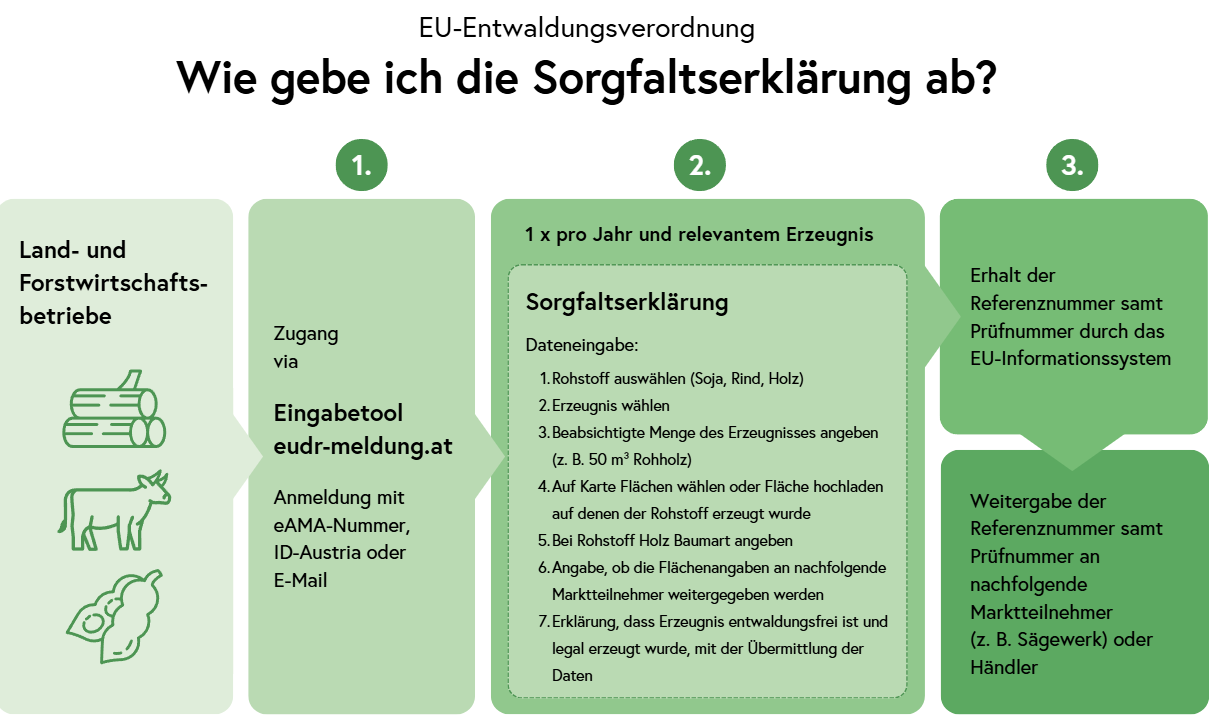 EU-Entwaldungsverordnung
Wie gebe ich die Sorgfaltserklärung ab?
Land- und
Forstwirtschafts-
betriebe
1.
Zugang
via
Eingabetool
eudr-meldung.at
Anmeldung mit
eAMA-Nummer,
ID-Austria oder
E-Mail
2.
1 x pro Jahr und relevantem Erzeugnis
Sorgfaltserklärung
Dateneingabe:
1. Rohstoff auswählen (Soja, Rind, Holz)
2. Erzeugnis wählen
3. Beabsichtigte Menge des Erzeugnisses angeben
(z. B. 50 m³ Rohholz)
4. Auf Karte Flächen wählen oder Fläche hochladen
auf denen der Rohstoff erzeugt wurde
5. Bei Rohstoff Holz Baumart angeben
6. Angabe, ob die Flächenangaben an nachfolgende
Marktteilnehmer weitergegeben werden
7. Erklärung, dass Erzeugnis entwaldungsfrei ist und
legal erzeugt wurde, mit der Übermittlung der
Daten
3.
Erhalt der
Referenznummer samt
Prüfnummer durch das
EU-Informationssystem
Weitergabe der
Referenznummer samt
Prüfnummer an
nachfolgende
Marktteilnehmer
(z. B. Sägewerk) oder
Händler